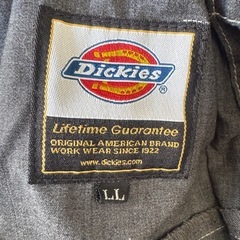 Dickies®
Lifetime Guarantee
ORIGINAL AMERICAN BRAND
WORK WEAR SINCE 1922
www.dickies.com
LL